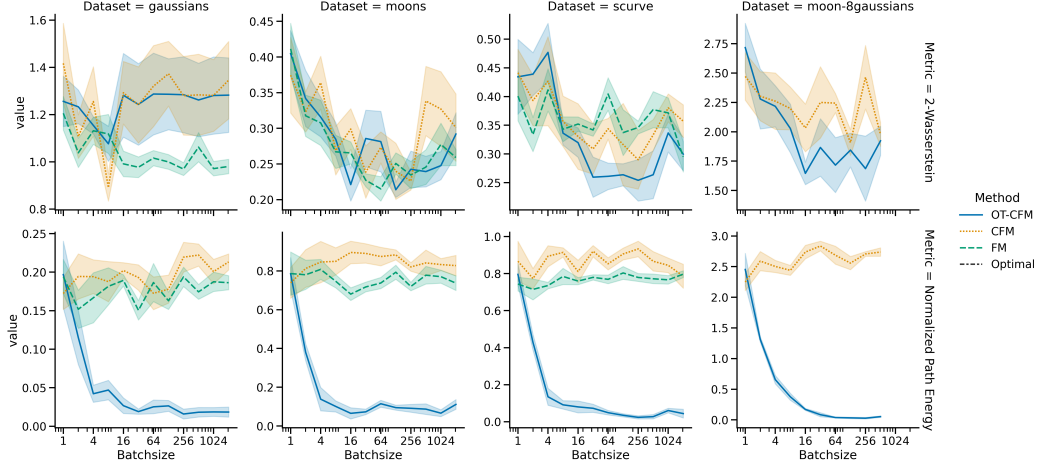 Dataset = gaussians
Dataset = moons
Dataset = scurve
Dataset = moon-8gaussians
value
1.6
1.4
1.2
1.0
0.8
0.45
0.40
0.35
0.30
0.25
0.20
0.50
0.45
0.40
0.35
0.30
0.25
2.75
2.50
2.25
2.00
1.75
1.50
Metric = 2-Wasserstein
Method
OT-CFM
CFM
FM
Optimal
value
0.25
0.20
0.15
0.10
0.05
0.00
0.8
0.6
0.4
0.2
0.0
1.0
0.8
0.6
0.4
0.2
0.0
3.0
2.5
2.0
1.5
1.0
0.5
0.0
Metric = Normalized Path Energy
1 4 16 64 256 1024
1 4 16 64 256 1024
1 4 16 64 256 1024
1 4 16 64 256 1024
Batchsize
Batchsize
Batchsize
Batchsize